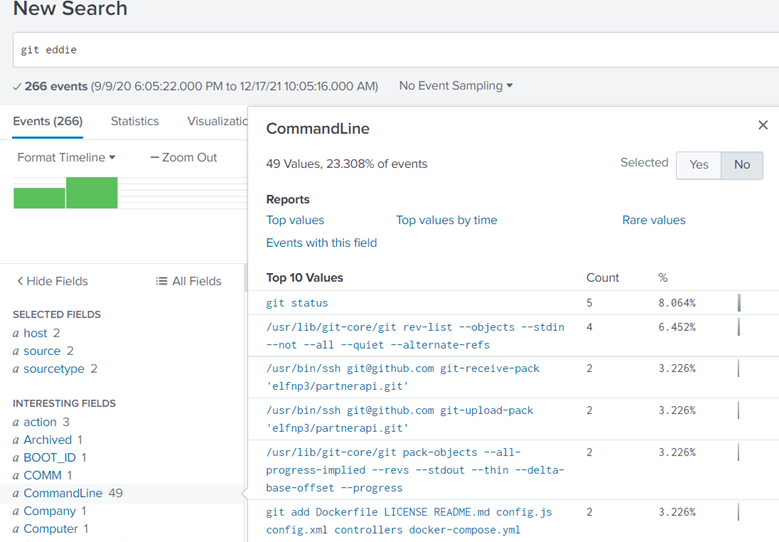 New Search
git eddie
266 events (9/9/20 6:05:22.000 PM to 12/17/21 10:05:16.000 AM) No Event Sampling
Events (266) Statistics Visualizatio
Format Timeline — Zoom Out
CommandLine
49 Values, 23.308% of events Selected Yes No
Reports
Top values Top values by time Rare values
Events with this field
Top 10 Values Count %
git status 5 8.064%
/usr/lib/git-core/git rev-list --objects --stdin
--not --all --quiet --alternate-refs 4 6.452%
/usr/bin/ssh git@github.com git-receive-pack
'elfnp3/partnerapi.git' 2 3.226%
/usr/bin/ssh git@github.com git-upload-pack
'elfnp3/partnerapi.git' 2 3.226%
/usr/lib/git-core/git pack-objects --all-
progress-implied --revs --stdout --thin --delta-
base-offset --progress 2 3.226%
git add Dockerfile LICENSE README.md config.js
config.xml controllers docker-compose.yml 2 3.226%
Hide Fields All Fields
SELECTED FIELDS
a host 2
a source 2
a sourcetype 2
INTERESTING FIELDS
a action 3
a Archived 1
a BOOT_ID 1
a COMM 1
a CommandLine 49
a Company 1
a Computer 1